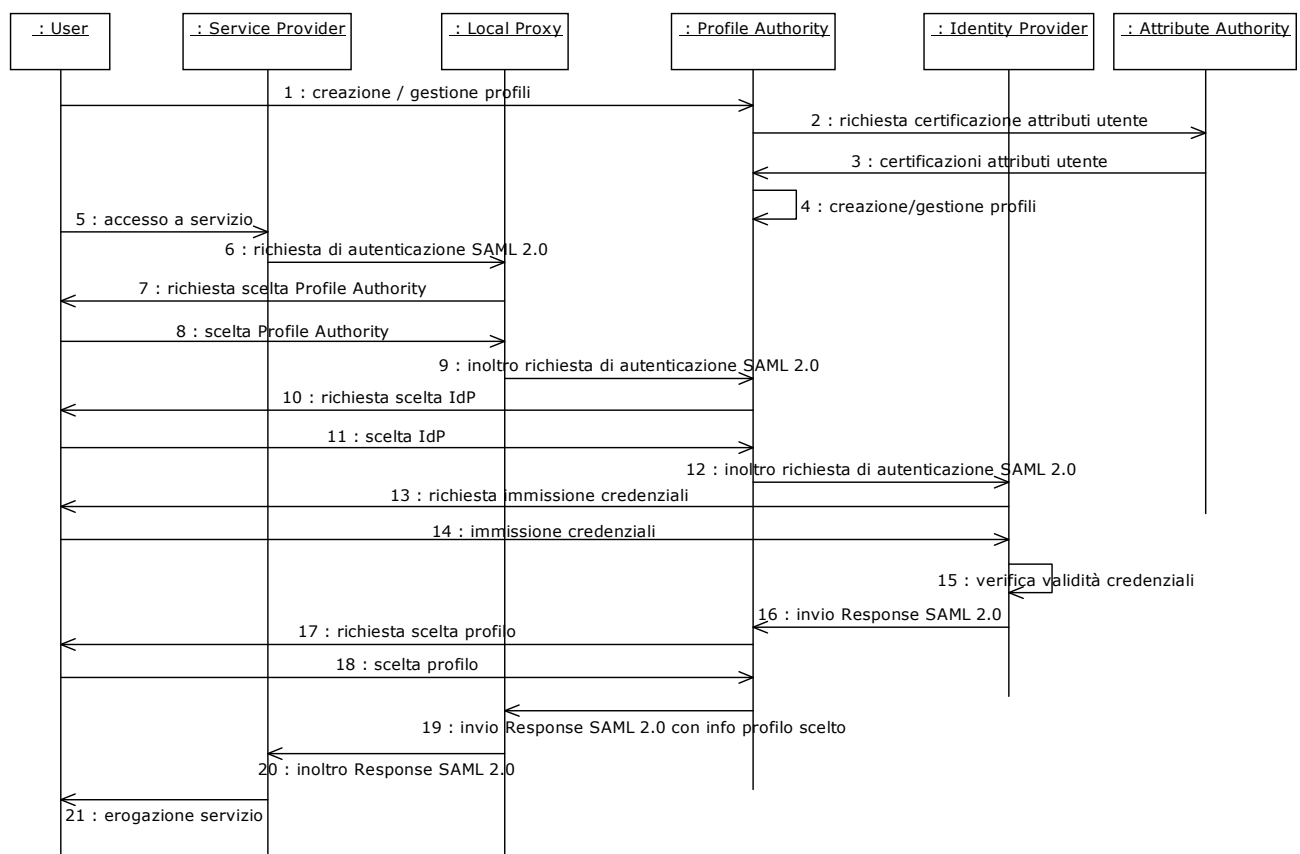 : User
: Service Provider
: Local Proxy
: Profile Authority
: Identity Provider
: Attribute Authority
1 : creazione / gestione profili
2 : richiesta certificazione attributi utente
3 : certificazioni attributi utente
4 : creazione/gestione profili
5 : accesso a servizio
6 : richiesta di autenticazione SAML 2.0
7 : richiesta scelta Profile Authority
8 : scelta Profile Authority
9 : inoltro richiesta di autenticazione SAML 2.0
10 : richiesta scelta IdP
11 : scelta IdP
12 : inoltro richiesta di autenticazione SAML 2.0
13 : richiesta immissione credenziali
14 : immissione credenziali
15 : verifica validità credenziali
16 : invio Response SAML 2.0
17 : richiesta scelta profilo
18 : scelta profilo
19 : invio Response SAML 2.0 con info profilo scelto
20 : inoltro Response SAML 2.0
21 : erogazione servizio